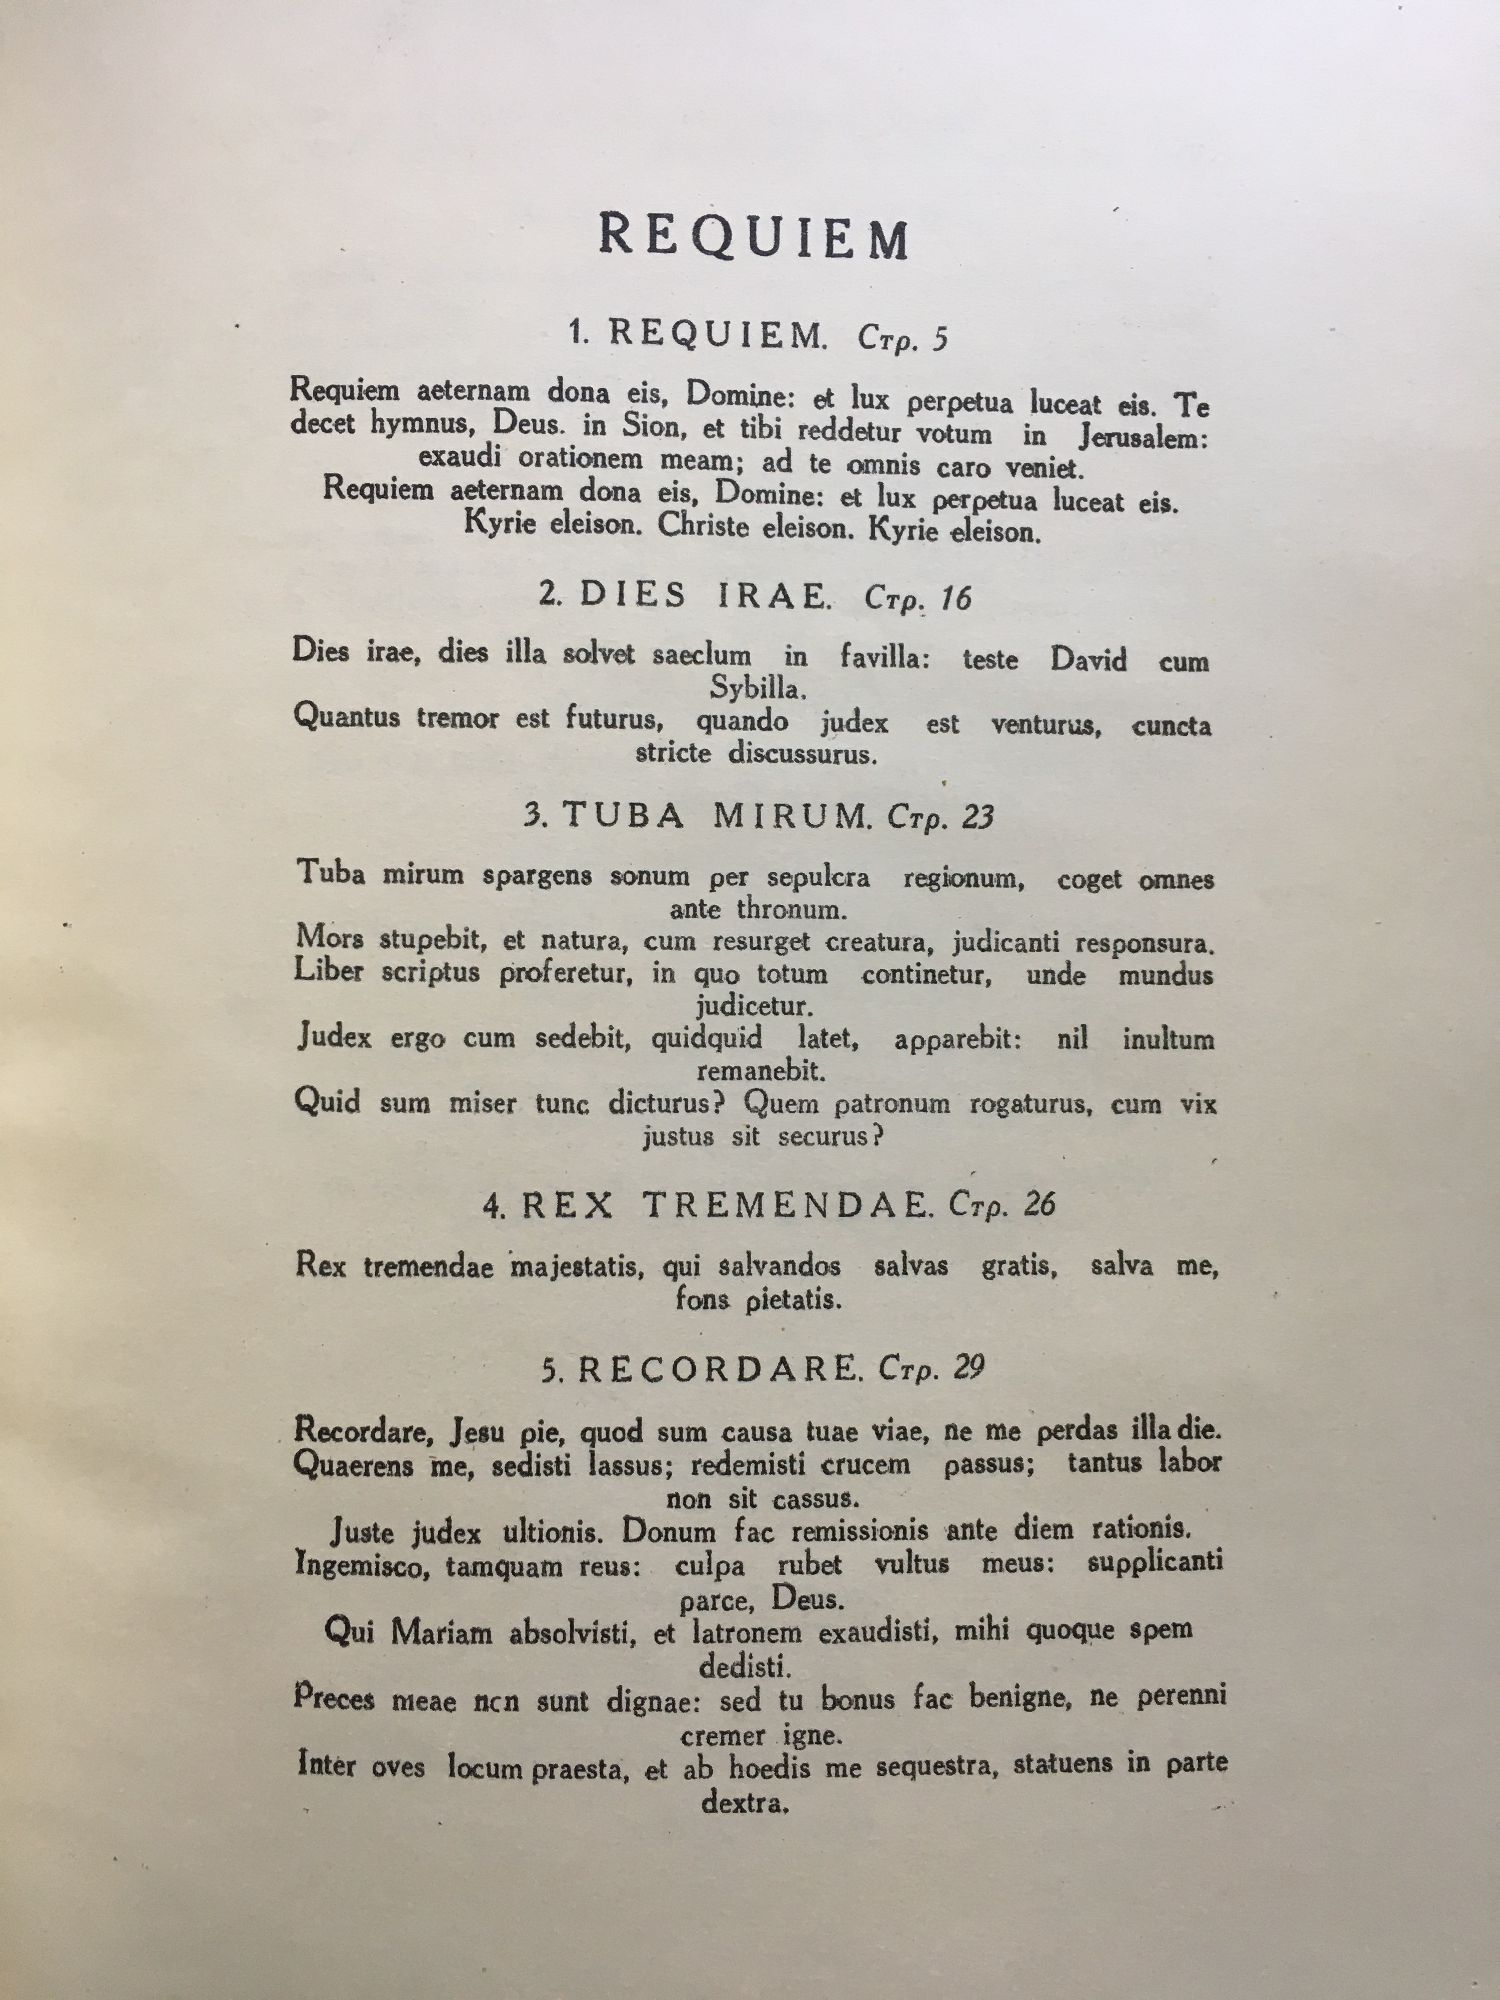 REQUIEM
1. REQUIEM. Стр. 5
Requiem aeternam dona eis, Domine: et lux perpetua luceat eis. Te
decet hymnus, Deus. in Sion, et tibi reddetur votum in Jerusalem:
exaudi orationem meam; ad te omnis caro veniet.
Requiem aeternam dona eis, Domine: et lux perpetua luceat eis.
Kyrie eleison. Christe eleison. Kyrie eleison.
2. DIES IRAE. Стр. 16
Dies irae, dies illa solvet saeclum in favilla: teste David cum
Sybilla.
Quantus tremor est futurus, quando judex est venturus, cuncta
stricte discussurus.
3. TUBA MIRUM. Стр. 23
Tuba mirum spargens sonum per sepulcra regionum, coget omnes
ante thronum.
Mors stupebit, et natura, cum resurget creatura, judicanti responsura.
Liber scriptus proferetur, in quo totum continetur, unde mundus
judicetur.
Judex ergo cum sedebit, quidquid latet, apparebit: nil inultum
remanebit.
Quid sum miser tunc dicturus? Quem patronum rogaturus, cum vix
justus sit securus?
4. REX TREMENDAE. Стр. 26
Rex tremendae majestatis, qui salvandos salvas gratis, salva me,
fons pietatis.
5. RECORDARE. Стр. 29
Recordare, Jesu pie, quod sum causa tuae viae, ne me perdas illa die.
Quaerens me, sedisti lassus; redemisti crucem passus; tantus labor
non sit cassus.
Juste judex ultionis. Donum fac remissionis ante diem rationis.
Ingemisco, tamquam reus: culpa rubet vultus meus: supplicanti
parce, Deus.
Qui Mariam absolvisti, et latronem exaudisti, mihi quoque spem
dedisti.
Preces meae ncn sunt dignae: sed tu bonus fac benigne, ne perenni
cremer igne.
Inter oves locum praesta, et ab hoedis me sequestra, statuens in parte
dextra.